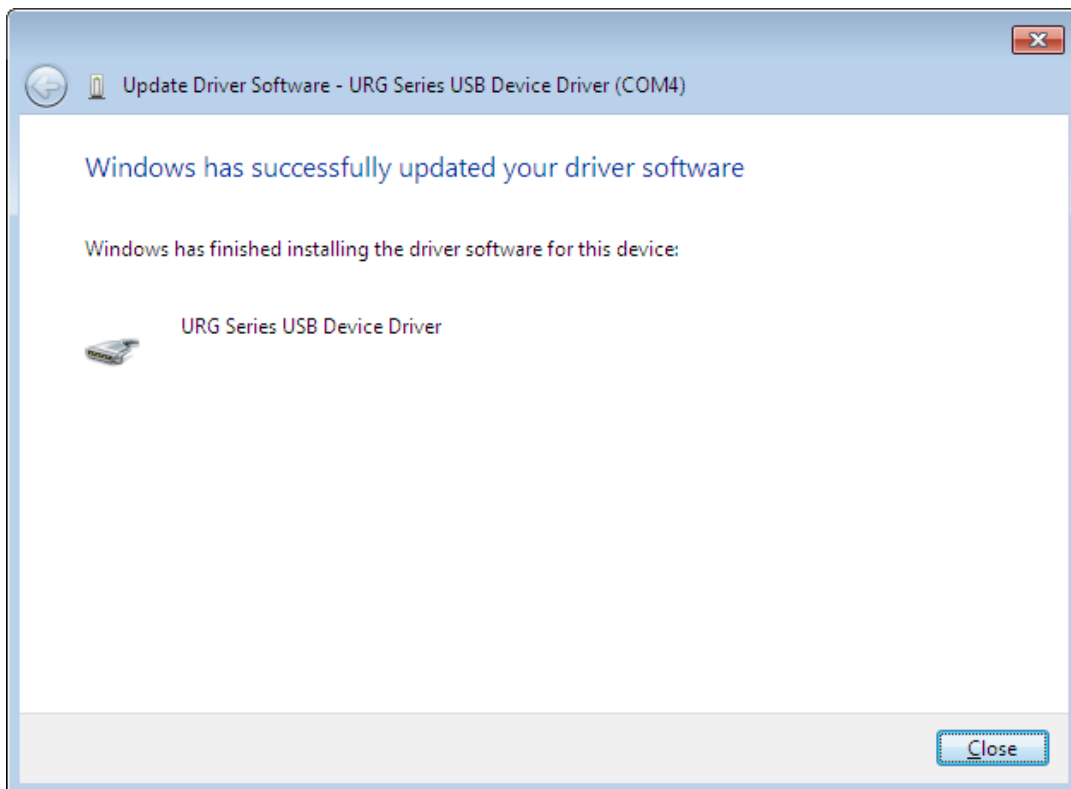 Update Driver Software - URG Series USB Device Driver (COM4)
Windows has successfully updated your driver software
Windows has finished installing the driver software for this device:
URG Series USB Device Driver
Close